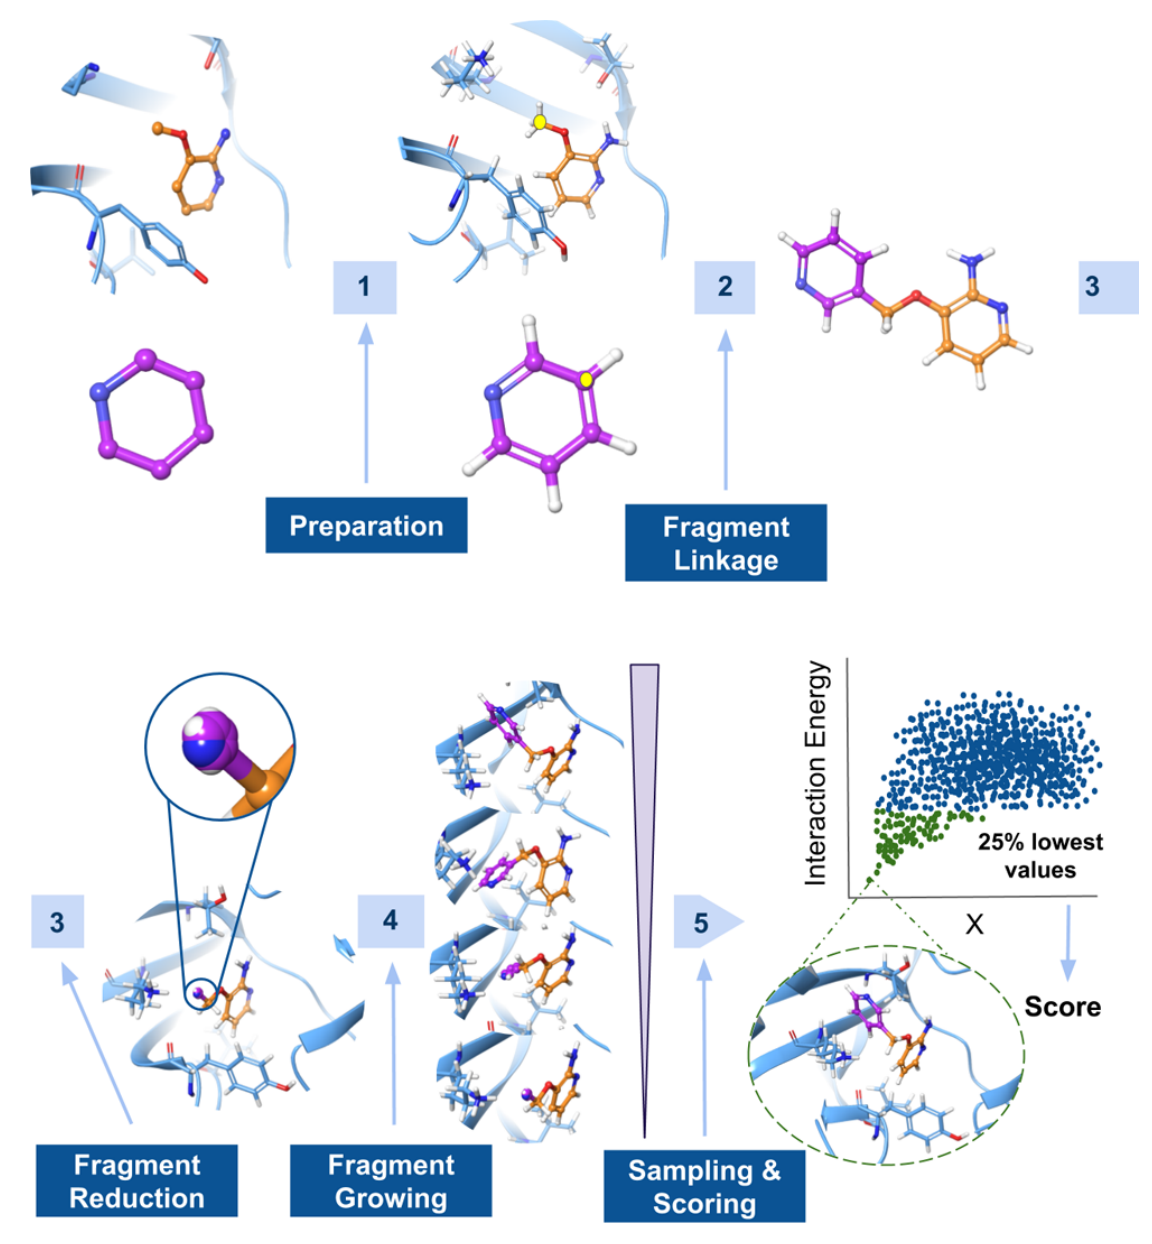 1
2
3
Preparation
Fragment
Linkage
Interaction Energy
25% lowest
values
X
3
4
5
Score
Fragment
Reduction
Fragment
Growing
Sampling &
Scoring